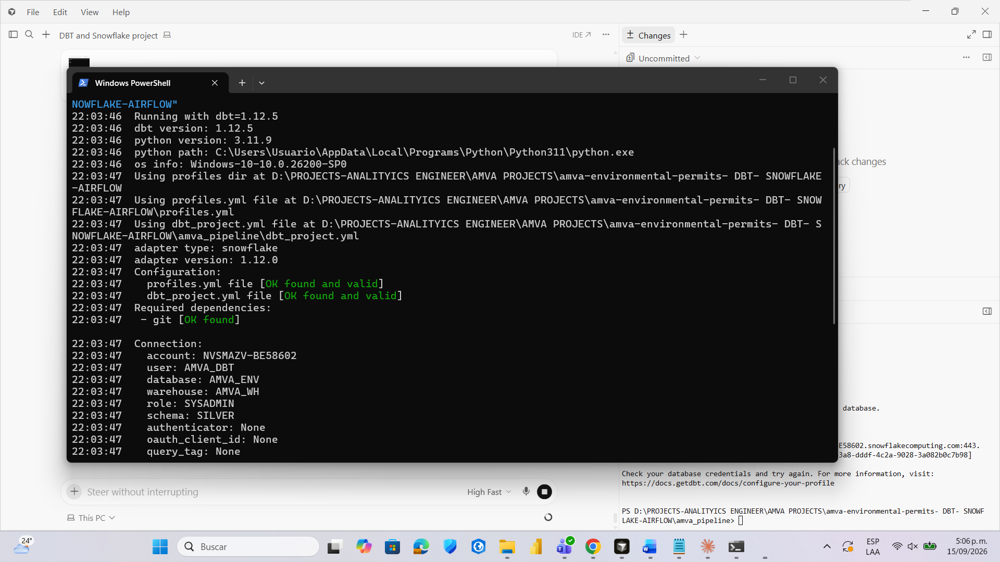 File Edit View Help
DBT and Snowflake project
IDE
Changes
Uncommitted
Windows PowerShell
NOWFLAKE-AIRFLOW"
22:03:46  Running with dbt=1.12.5
22:03:46  dbt version: 1.12.5
22:03:46  python version: 3.11.9
22:03:46  python path: C:\Users\Usuario\AppData\Local\Programs\Python\Python311\python.exe
22:03:46  os info: Windows-10-10.0.26200-SP0
22:03:47  Using profiles dir at D:\PROJECTS-ANALITYICS ENGINEER\AMVA PROJECTS\amva-environmental-permits- DBT- SNOWFLAKE
-AIRFLOW
22:03:47  Using profiles.yml file at D:\PROJECTS-ANALITYICS ENGINEER\AMVA PROJECTS\amva-environmental-permits- DBT- SNOW
FLAKE-AIRFLOW\profiles.yml
22:03:47  Using dbt_project.yml file at D:\PROJECTS-ANALITYICS ENGINEER\AMVA PROJECTS\amva-environmental-permits- DBT- S
NOWFLAKE-AIRFLOW\amva_pipeline\dbt_project.yml
22:03:47  adapter type: snowflake
22:03:47  adapter version: 1.12.0
22:03:47  Configuration:
22:03:47    profiles.yml file [OK found and valid]
22:03:47    dbt_project.yml file [OK found and valid]
22:03:47  Required dependencies:
22:03:47   - git [OK found]
22:03:47  Connection:
22:03:47    account: NVSMAZV-BE58602
22:03:47    user: AMVA_DBT
22:03:47    database: AMVA_ENV
22:03:47    warehouse: AMVA_WH
22:03:47    role: SYSADMIN
22:03:47    schema: SILVER
22:03:47    authenticator: None
22:03:47    oauth_client_id: None
22:03:47    query_tag: None
ack changes
ry
database.
E58602.snowflakecomputing.com:443.
3a8-dddf-4c2a-9028-3a082b0c7b98]
Check your database credentials and try again. For more information, visit:
https://docs.getdbt.com/docs/configure-your-profile
PS D:\PROJECTS-ANALITYICS ENGINEER\AMVA PROJECTS\amva-environmental-permits- DBT- SNOWF
LAKE-AIRFLOW\amva_pipeline>
Steer without interrupting
High Fast
This PC
24°
Buscar
ESP
LAA
5:06 p. m.
15/09/2026